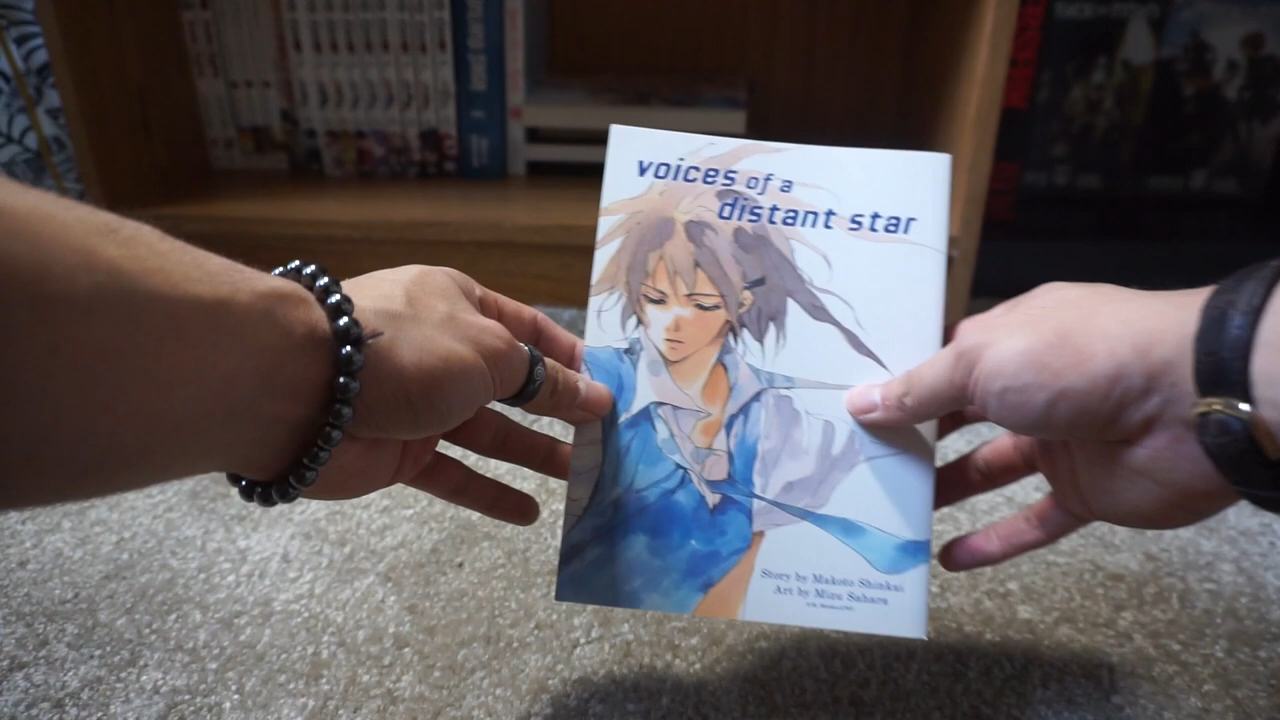 voices of a
distant star
Story by Makoto Shinkai
Art by Mizu Sahara